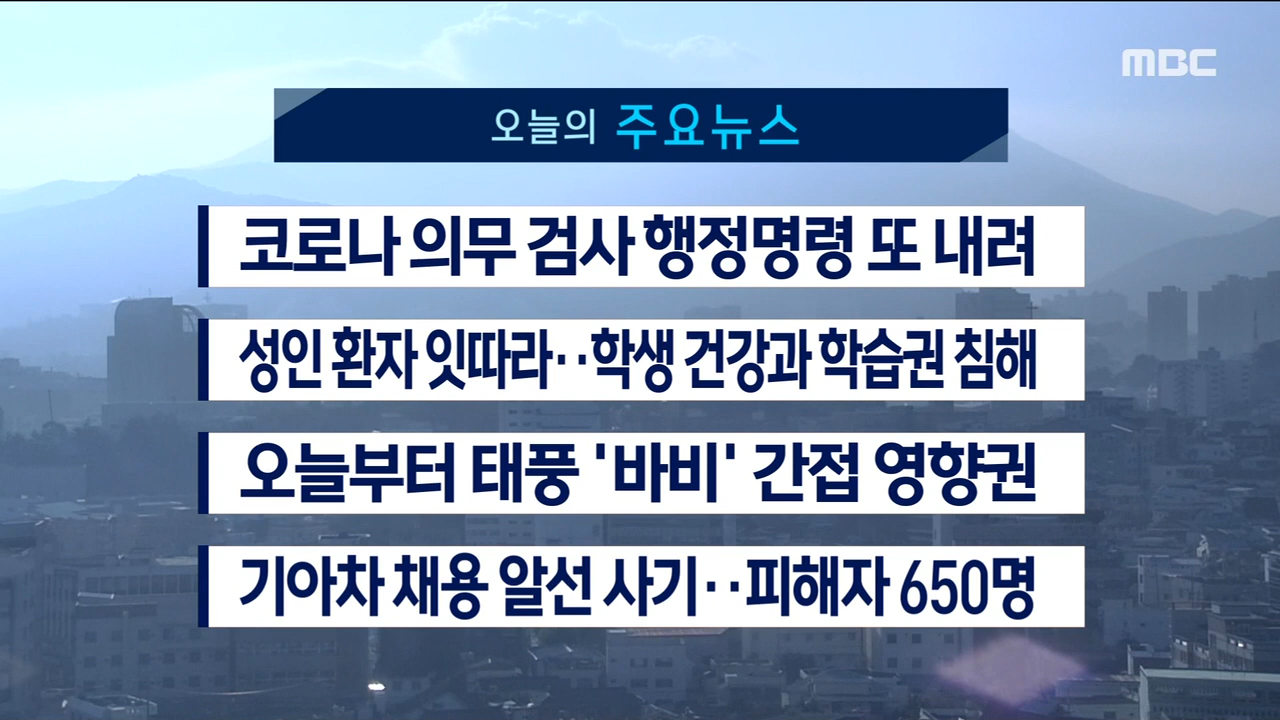 MBC
오늘의 주요뉴스
코로나 의무 검사 행정명령 또 내려
성인 환자 잇따라‥학생 건강과 학습권 침해
오늘부터 태풍 '바비' 간접 영향권
기아차 채용 알선 사기‥피해자 650명